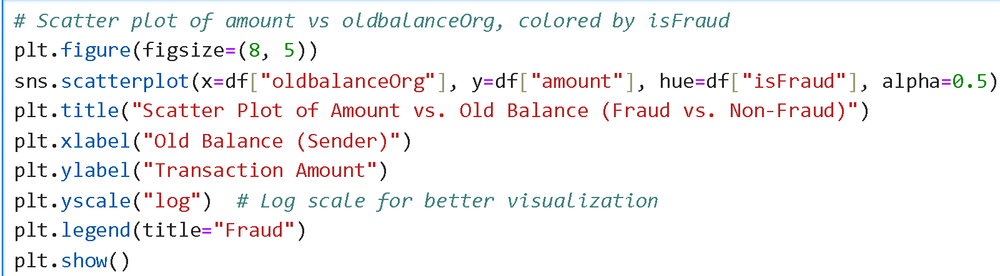 # Scatter plot of amount vs oldbalanceOrg, colored by isFraud
plt.figure(figsize=(8, 5))
sns.scatterplot(x=df["oldbalanceOrg"], y=df["amount"], hue=df["isFraud"], alpha=0.5)
plt.title("Scatter Plot of Amount vs. Old Balance (Fraud vs. Non-Fraud)")
plt.xlabel("Old Balance (Sender)")
plt.ylabel("Transaction Amount")
plt.yscale("log")  # Log scale for better visualization
plt.legend(title="Fraud")
plt.show()